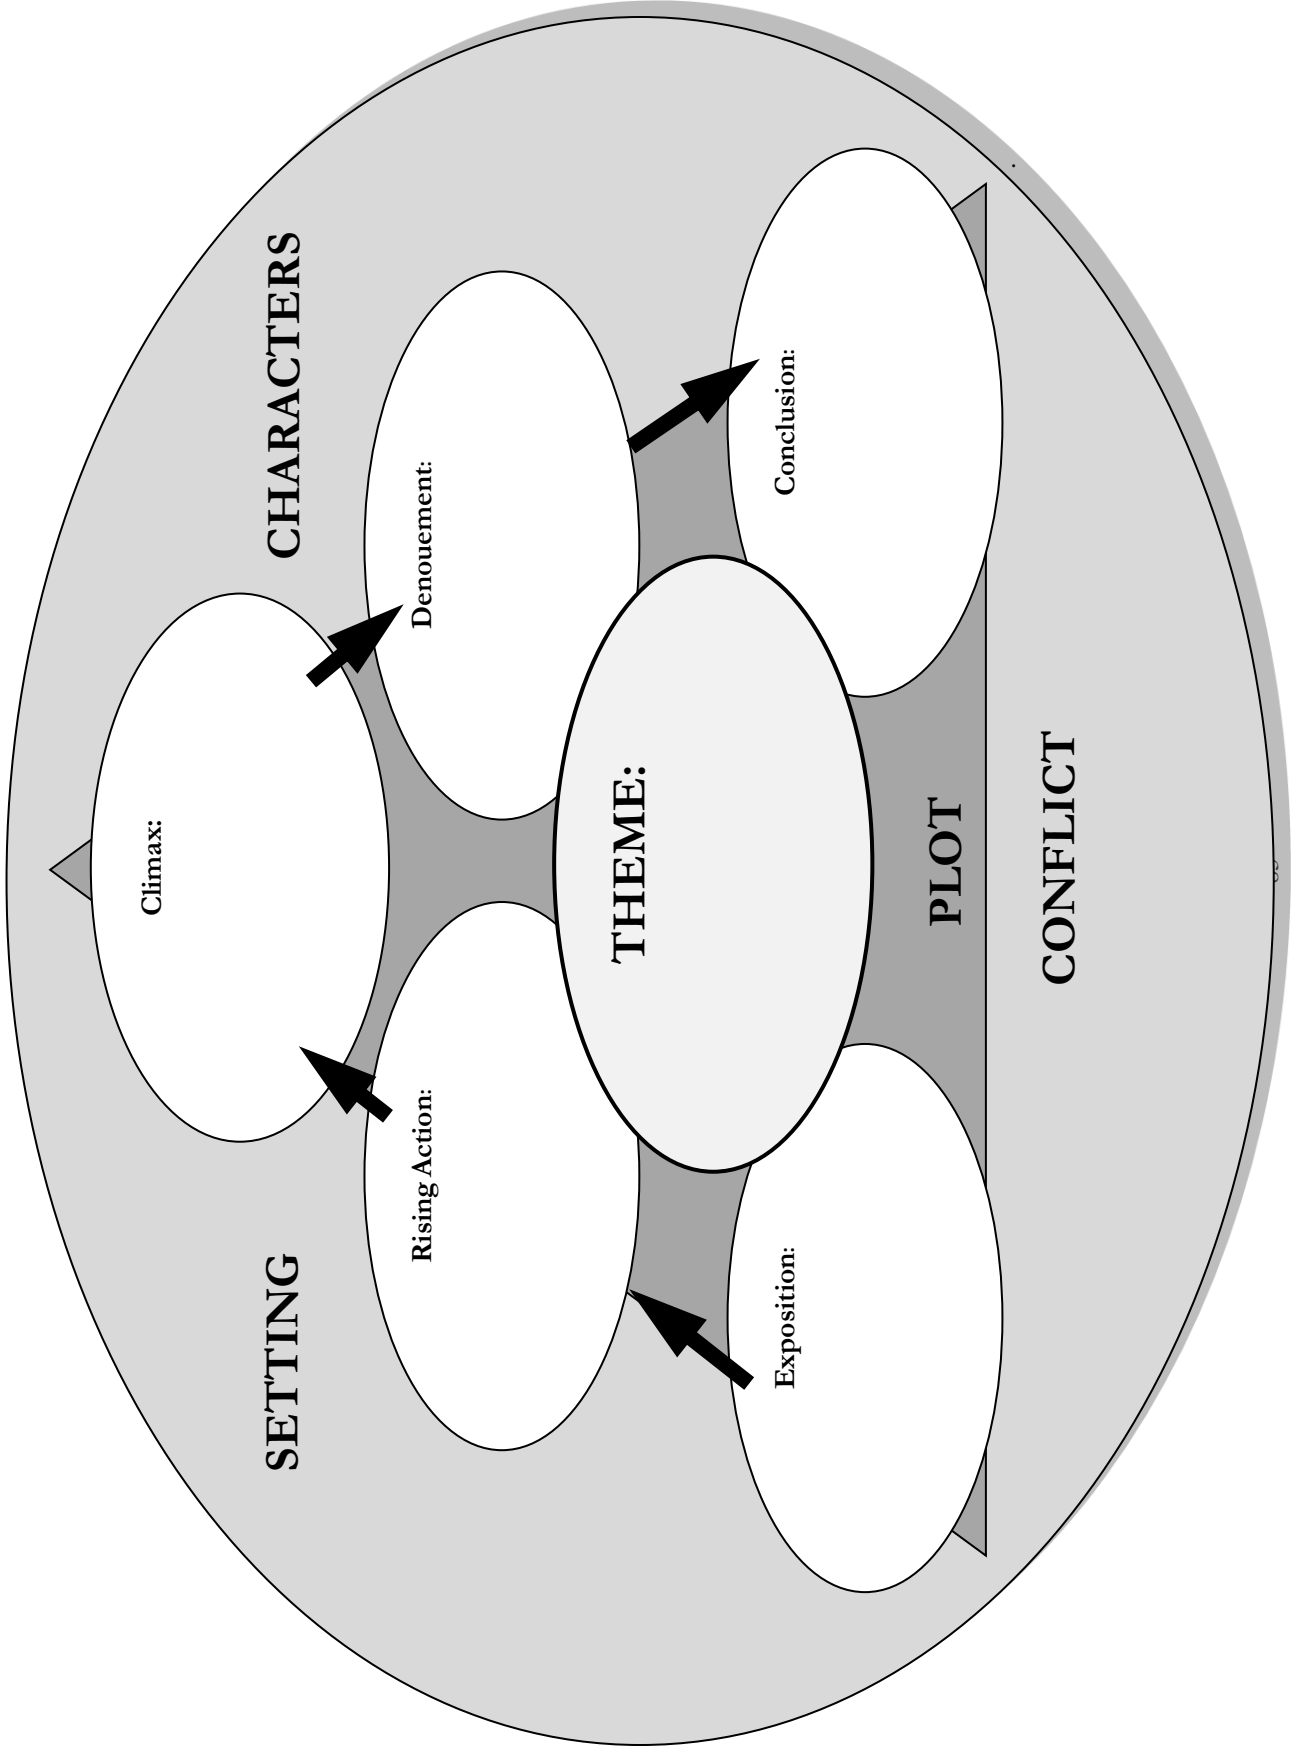 Climax:
SETTING
CHARACTERS
Rising Action:
Denouement:
THEME:
Exposition:
Conclusion:
PLOT
CONFLICT